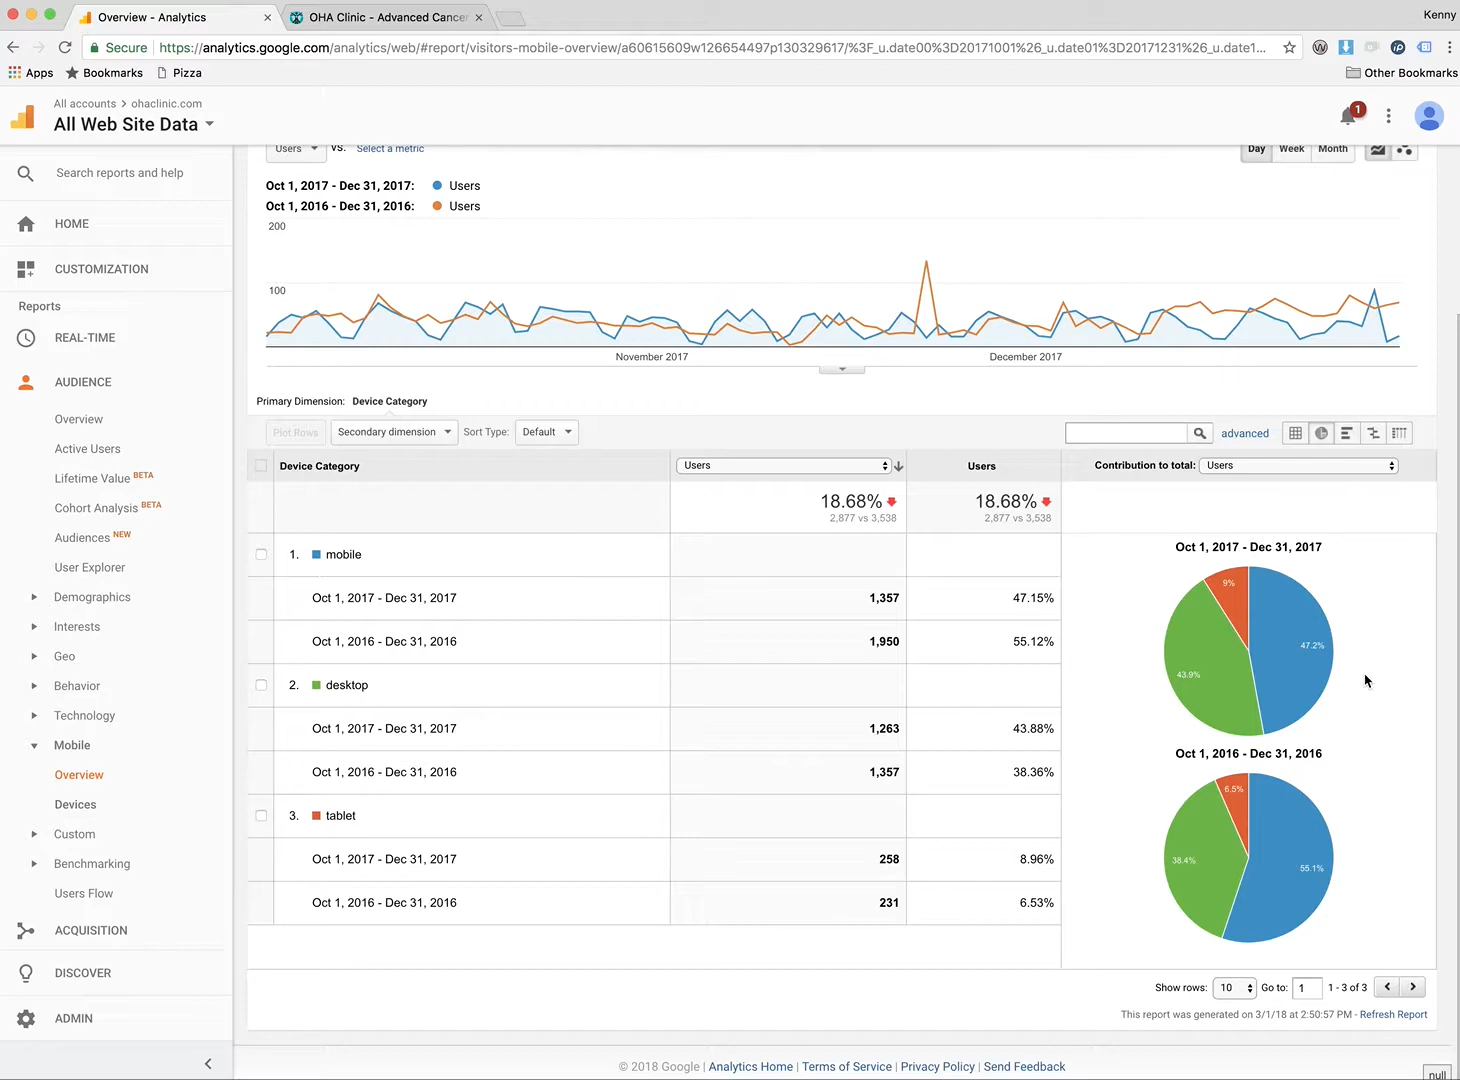 Overview - Analytics
OHA Clinic - Advanced Cancer
Kenny
Secure
https://analytics.google.com/analytics/web/#report/visitors-mobile-overview/a60615609w126654497p130329617/%3F_u.date00%3D20171001%26_u.date01%3D20171231%26_u.date1...
Apps
Bookmarks
Pizza
Other Bookmarks
All accounts > ohaclinic.com
All Web Site Data
1
Search reports and help
HOME
CUSTOMIZATION
Reports
REAL-TIME
AUDIENCE
Overview
Active Users
Lifetime Value BETA
Cohort Analysis BETA
Audiences NEW
User Explorer
Demographics
Interests
Geo
Behavior
Technology
Mobile
Overview
Devices
Custom
Benchmarking
Users Flow
ACQUISITION
DISCOVER
ADMIN
Users VS. Select a metric
Day Week Month
Oct 1, 2017 - Dec 31, 2017: Users
Oct 1, 2016 - Dec 31, 2016: Users
200
100
November 2017
December 2017
Primary Dimension: Device Category
Plot Rows Secondary dimension Sort Type: Default
advanced
Device Category Users Users Contribution to total: Users
18.68% 18.68%
2,877 vs 3,538 2,877 vs 3,538
1. mobile
Oct 1, 2017 - Dec 31, 2017 1,357 47.15%
Oct 1, 2016 - Dec 31, 2016 1,950 55.12%
2. desktop
Oct 1, 2017 - Dec 31, 2017 1,263 43.88%
Oct 1, 2016 - Dec 31, 2016 1,357 38.36%
3. tablet
Oct 1, 2017 - Dec 31, 2017 258 8.96%
Oct 1, 2016 - Dec 31, 2016 231 6.53%
Oct 1, 2017 - Dec 31, 2017
9%
47.2%
43.9%
Oct 1, 2016 - Dec 31, 2016
6.5%
38.4%
55.1%
Show rows: 10 Go to: 1 1 - 3 of 3
This report was generated on 3/1/18 at 2:50:57 PM - Refresh Report
© 2018 Google | Analytics Home | Terms of Service | Privacy Policy | Send Feedback
null